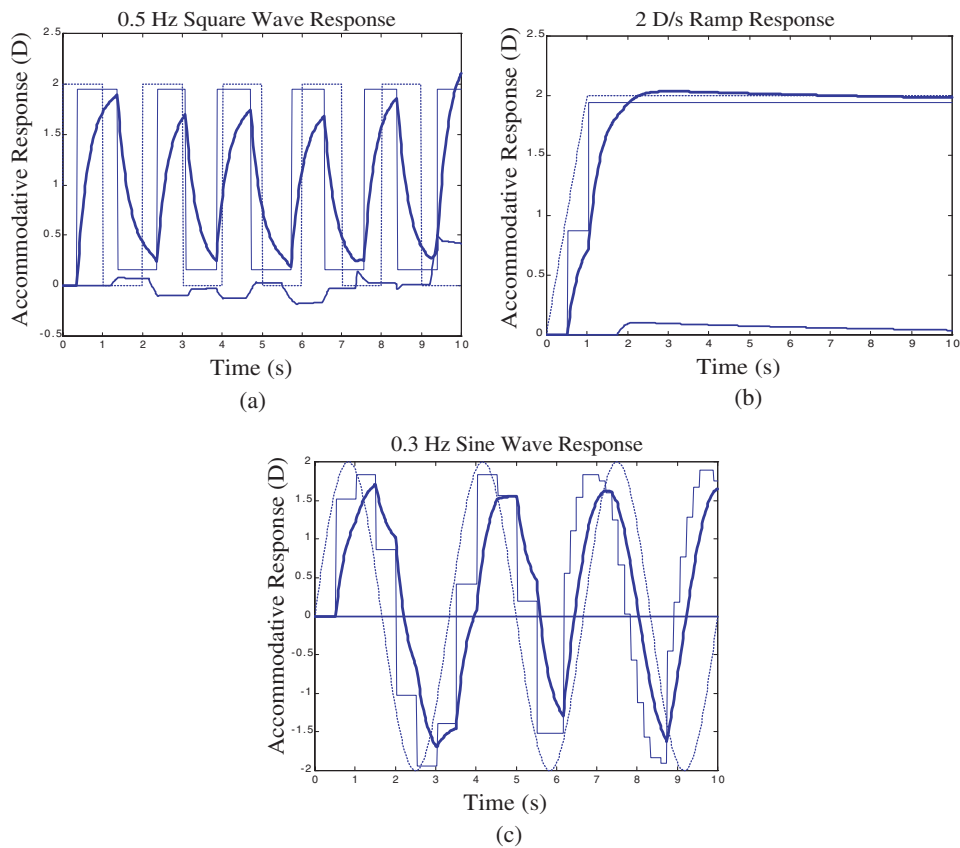 0.5 Hz Square Wave Response
Accommodative Response (D)
2.5
2
1.5
1
0.5
0
-0.5
0 1 2 3 4 5 6 7 8 9 10
Time (s)
(a)
2 D/s Ramp Response
Accommodative Response (D)
2.5
2
1.5
1
0.5
0
0 1 2 3 4 5 6 7 8 9 10
Time (s)
(b)
0.3 Hz Sine Wave Response
Accommodative Response (D)
2
1.5
1
0.5
0
-0.5
-1
-1.5
-2
0 1 2 3 4 5 6 7 8 9 10
Time (s)
(c)